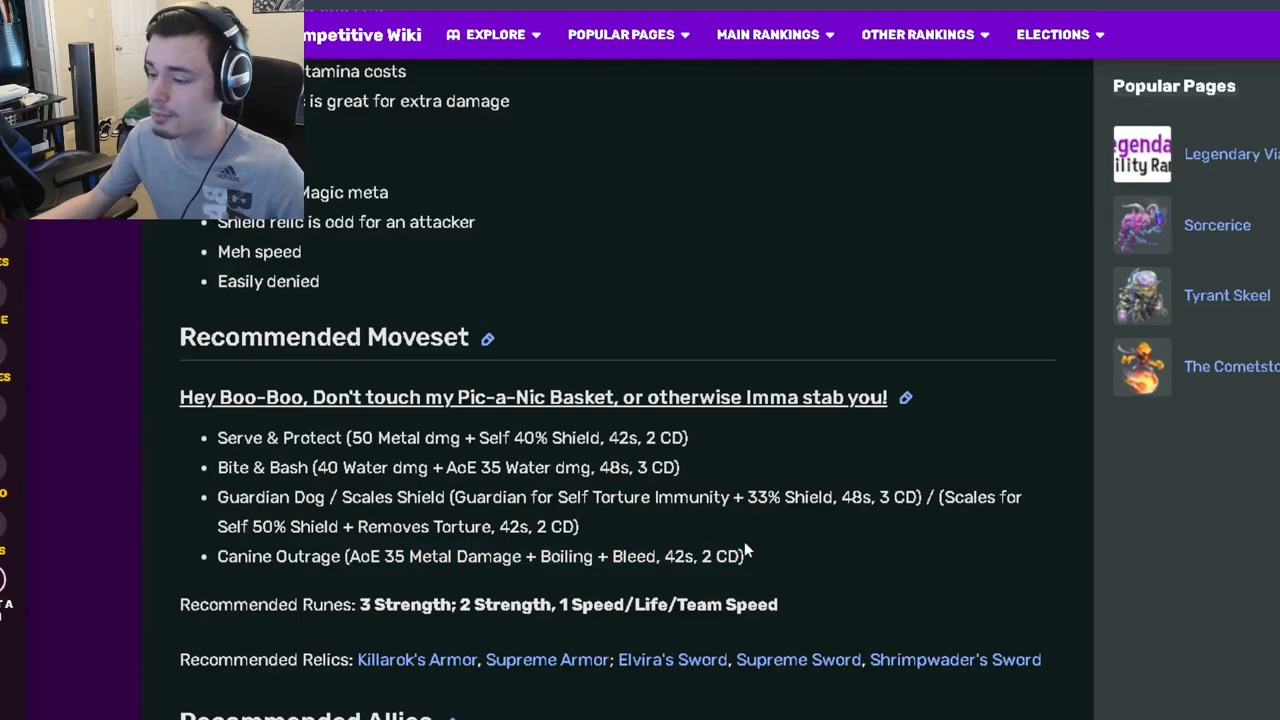 mpetitive Wiki
EXPLORE
POPULAR PAGES
MAIN RANKINGS
OTHER RANKINGS
ELECTIONS
tamina costs
is great for extra damage
Magic meta
Shield relic is odd for an attacker
Meh speed
Easily denied
Recommended Moveset
Hey Boo-Boo, Don't touch my Pic-a-Nic Basket, or otherwise Imma stab you!
Serve & Protect (50 Metal dmg + Self 40% Shield, 42s, 2 CD)
Bite & Bash (40 Water dmg + AoE 35 Water dmg, 48s, 3 CD)
Guardian Dog / Scales Shield (Guardian for Self Torture Immunity + 33% Shield, 48s, 3 CD) / (Scales for
Self 50% Shield + Removes Torture, 42s, 2 CD)
Canine Outrage (AoE 35 Metal Damage + Boiling + Bleed, 42s, 2 CD)
Recommended Runes: 3 Strength; 2 Strength, 1 Speed/Life/Team Speed
Recommended Relics: Killarok's Armor, Supreme Armor; Elvira's Sword, Supreme Sword, Shrimpwader's Sword
Recommended Allies
Popular Pages
Legendary Via
Sorcerice
Tyrant Skeel
The Cometsto